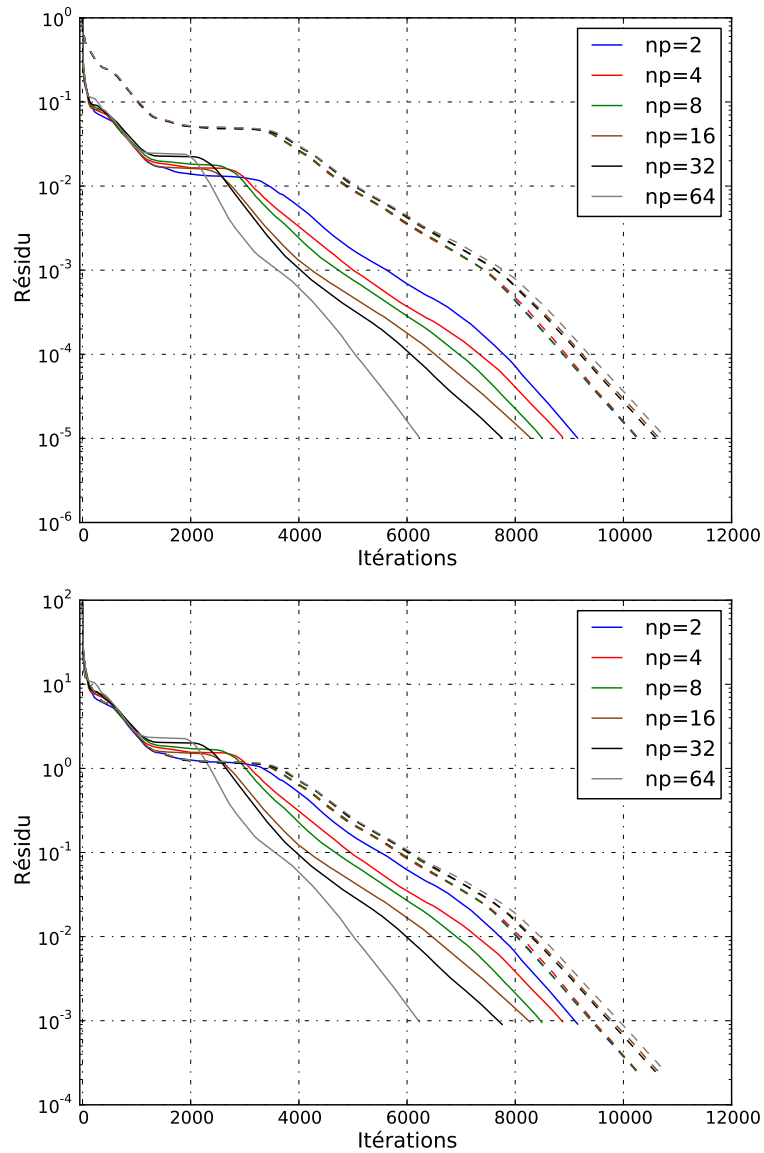 10^0
10^-1
10^-2
10^-3
10^-4
10^-5
10^-6
Résidu
np=2
np=4
np=8
np=16
np=32
np=64
0 2000 4000 6000 8000 10000 12000
Itérations
10^2
10^1
10^0
10^-1
10^-2
10^-3
10^-4
Résidu
np=2
np=4
np=8
np=16
np=32
np=64
0 2000 4000 6000 8000 10000 12000
Itérations